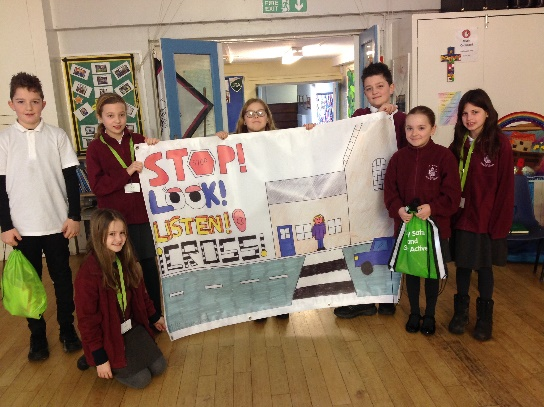 FIRE EXIT
STOP!
LOOK!
LISTEN!
CROSS!
Safe
and
Active